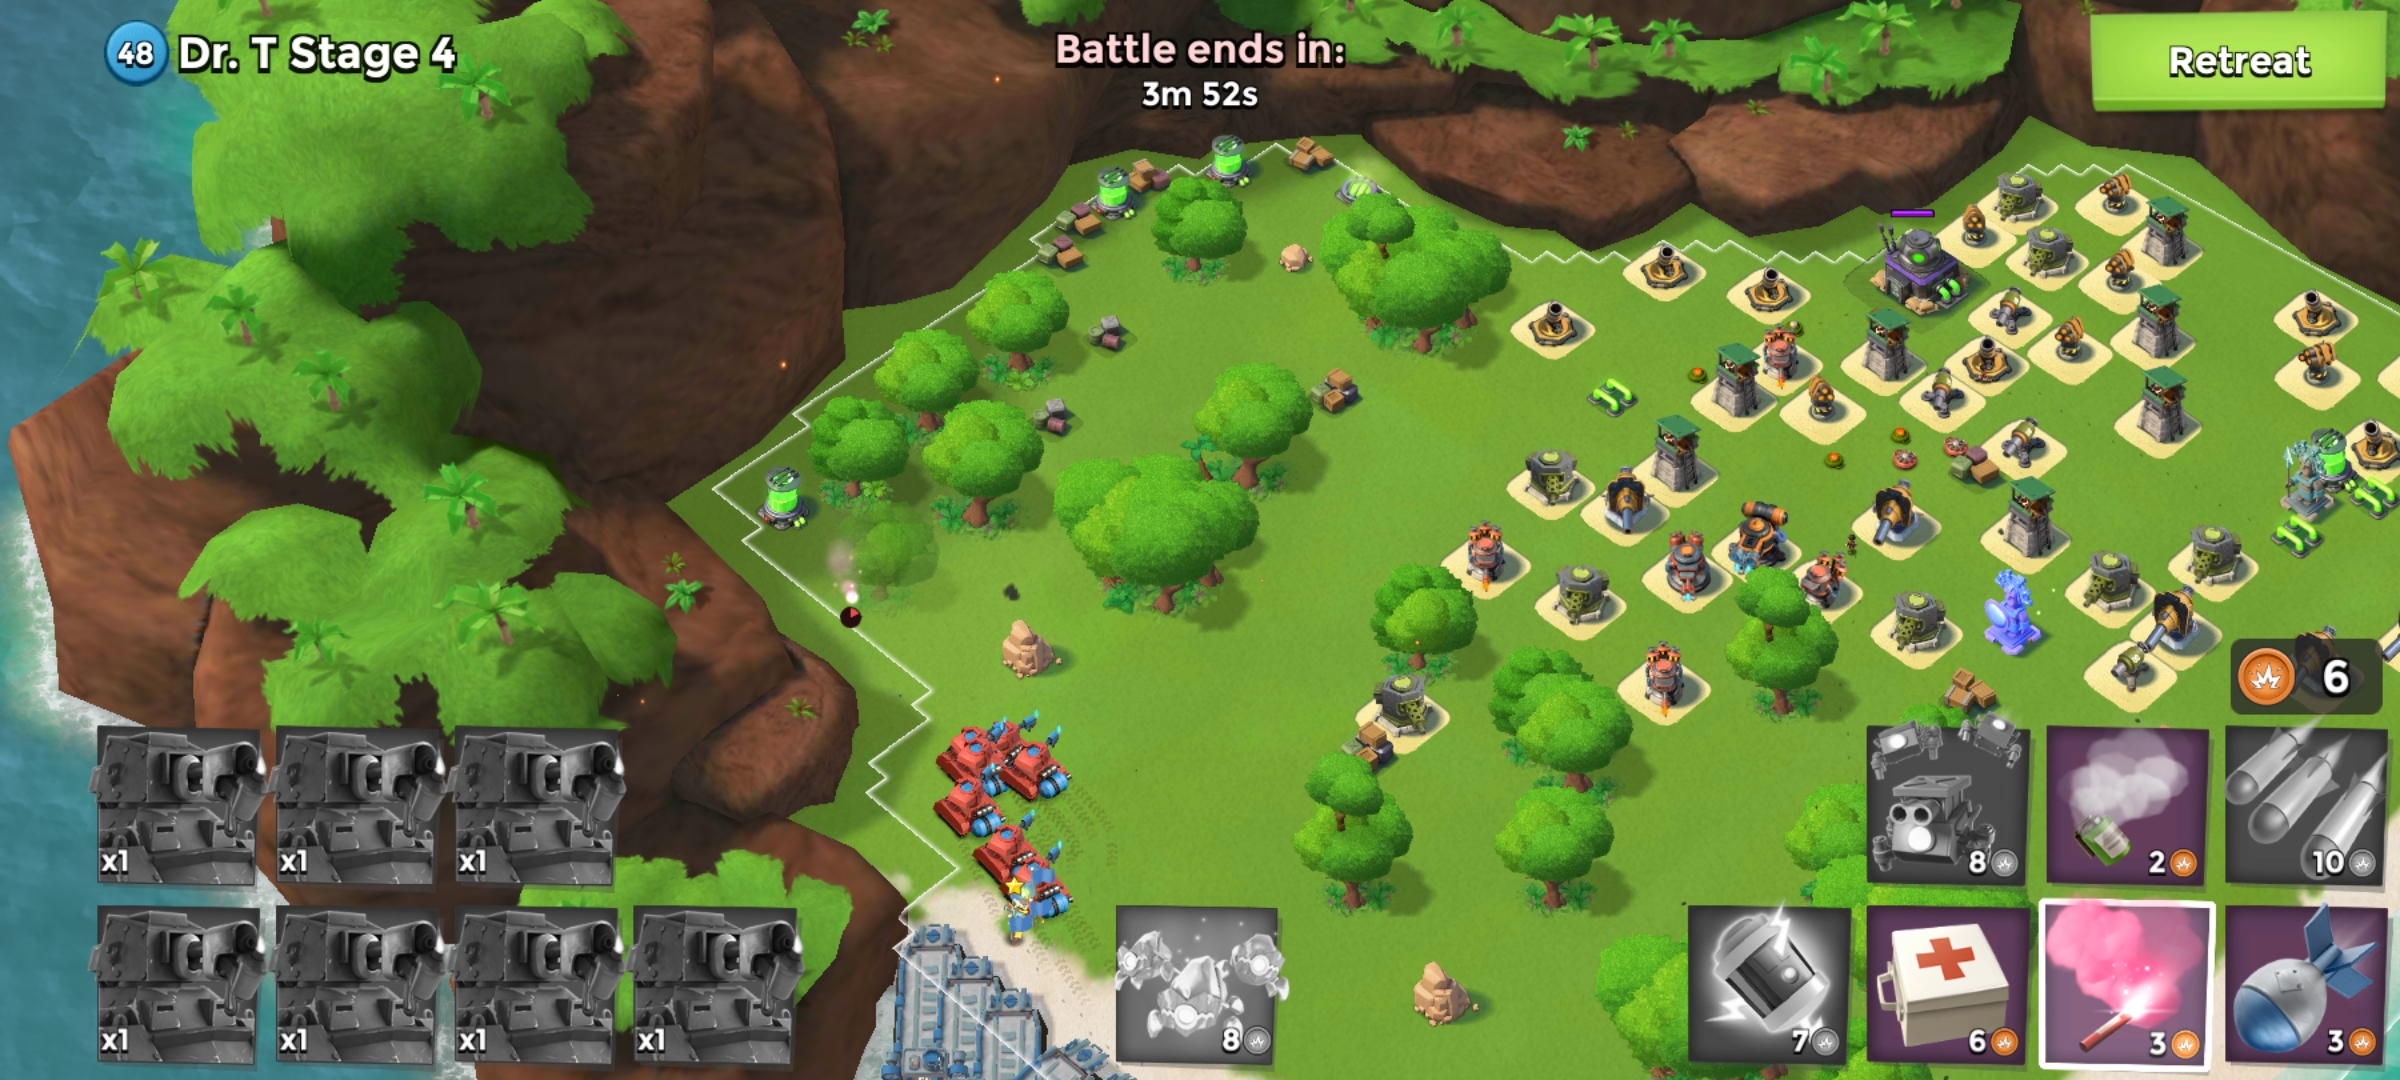 48 Dr. T Stage 4
Battle ends in:
3m 52s
Retreat
6
x1
x1
x1
8
2
10
x1
x1
x1
x1
8
7
6
3
3